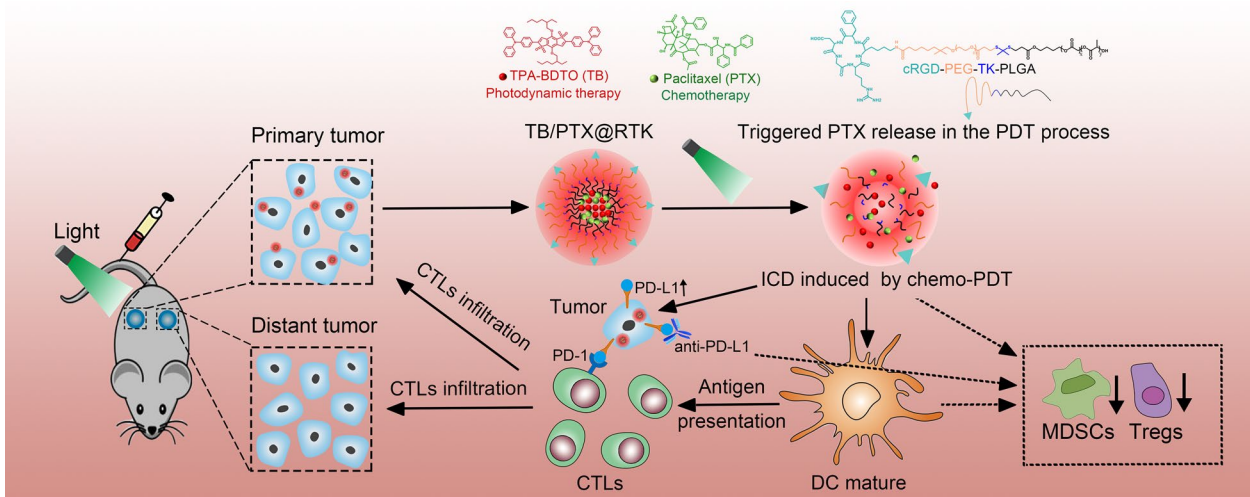 TPA-BDTO (TB)
Photodynamic therapy
Paclitaxel (PTX)
Chemotherapy
cRGD-PEG-TK-PLGA
Primary tumor
TB/PTX@RTK
Triggered PTX release in the PDT process
Light
CTLs infiltration
PD-L1↑
ICD induced by chemo-PDT
Tumor
Distant tumor
PD-1
anti-PD-L1
CTLs infiltration
Antigen
presentation
MDSCs
Tregs
CTLs
DC mature